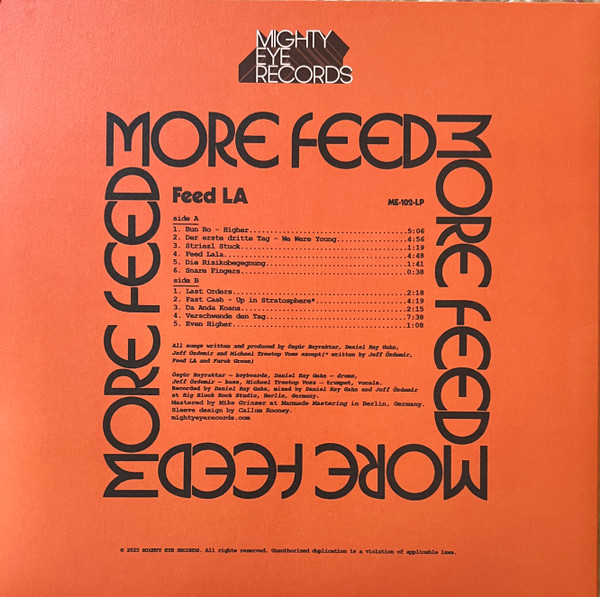 MIGHTY
EYE
RECORDS
MORE FEED
MORE FEED
MORE FEED
MORE FEED
Feed LA
ME-102-LP
side A
1. Bun Bo - Higher........................................5:06
2. Der erste dritte Tag - We Were Young...................4:56
3. Striezl Stuck..........................................1:19
4. Feed Lala..............................................4:48
5. Die Risikobegegnung....................................1:41
6. Snare Fingers..........................................0:38
side B
1. Last Orders............................................2:18
2. Fast Cash - Up in Stratosphere*........................4:19
3. Da Anda Koans..........................................2:15
4. Verschwende den Tag....................................7:38
5. Even Higher............................................1:08
All songs written and produced by Özgür Bayraktar, Daniel Ray Gahn,
Jeff Özdemir and Michael Treetop Voss except(* written by Jeff Özdemir,
Feed LA and Faruk Green)
Özgür Bayraktar – keyboards, Daniel Ray Gahn – drums,
Jeff Özdemir – bass, Michael Treetop Voss – trumpet, vocals.
Recorded by Daniel Ray Gahn, mixed by Daniel Ray Gahn and Jeff Özdemir
at Big Block Rock Studio, Berlin, Germany.
Mastered by Mike Grinser at Manmade Mastering in Berlin, Germany.
Sleeve design by Callum Rooney.
mightyeyerecords.com
© 2023 MIGHTY EYE RECORDS. All rights reserved. Unauthorized duplication is a violation of applicable laws.